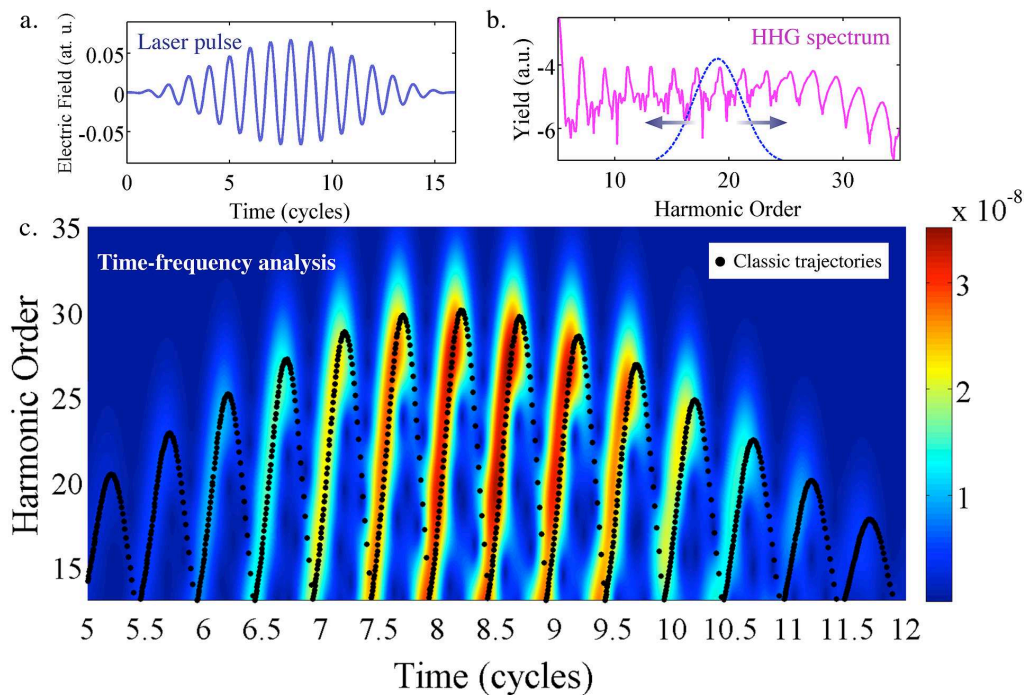 a.
Laser pulse
Electric Field (at. u.)
0.05
0
-0.05
0 5 10 15
Time (cycles)
b.
HHG spectrum
Yield (a.u.)
-4
-6
10 20 30
Harmonic Order
c.
Time-frequency analysis
Classic trajectories
Harmonic Order
35
30
25
20
15
5 5.5 6 6.5 7 7.5 8 8.5 9 9.5 10 10.5 11 11.5 12
Time (cycles)
x 10-8
3
2
1